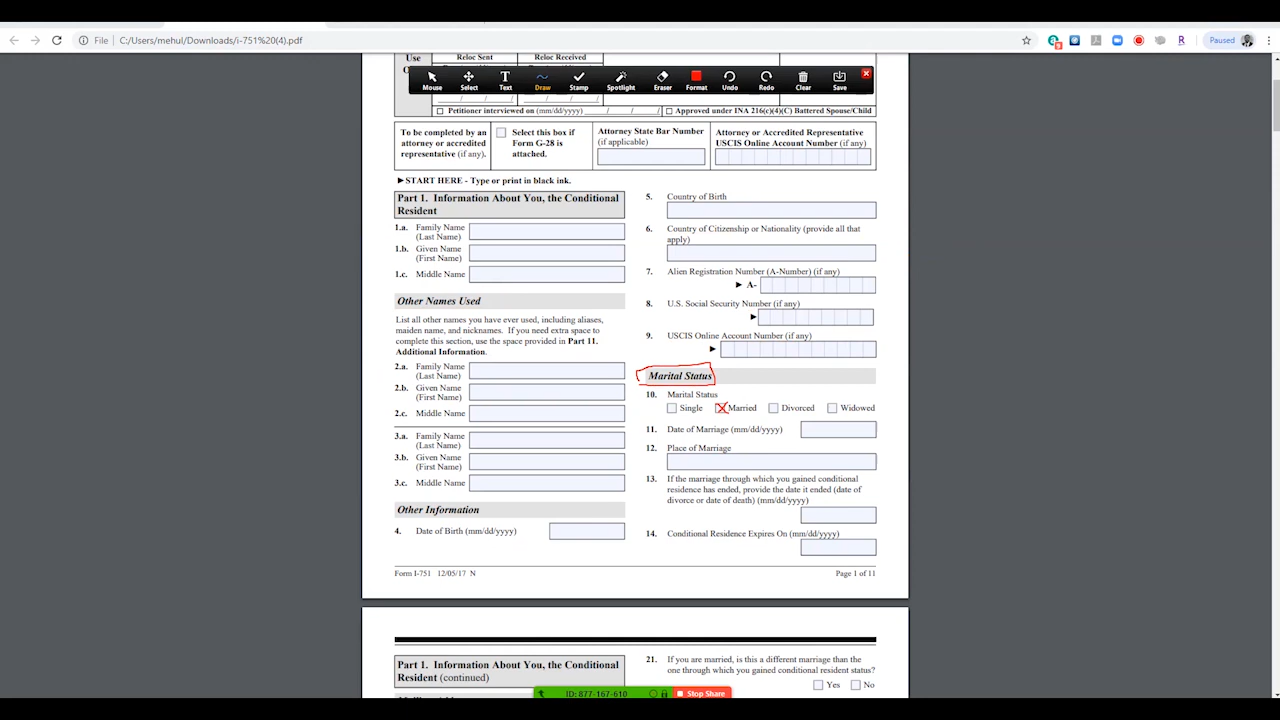 File C:/Users/mehul/Downloads/i-751%20(4).pdf
Paused
Use
Reloc Sent
Reloc Received
Mouse
Select
Text
Draw
Stamp
Spotlight
Eraser
Format
Undo
Redo
Clear
Save
Petitioner interviewed on (mm/dd/yyyy) / /
Approved under INA 216(c)(4)(C) Battered Spouse/Child
To be completed by an
attorney or accredited
representative (if any).
Select this box if
Form G-28 is
attached.
Attorney State Bar Number
(if applicable)
Attorney or Accredited Representative
USCIS Online Account Number (if any)
►START HERE - Type or print in black ink.
Part 1. Information About You, the Conditional
Resident
1.a. Family Name
(Last Name)
1.b. Given Name
(First Name)
1.c. Middle Name
Other Names Used
List all other names you have ever used, including aliases,
maiden name, and nicknames. If you need extra space to
complete this section, use the space provided in Part 11.
Additional Information.
2.a. Family Name
(Last Name)
2.b. Given Name
(First Name)
2.c. Middle Name
3.a. Family Name
(Last Name)
3.b. Given Name
(First Name)
3.c. Middle Name
Other Information
4. Date of Birth (mm/dd/yyyy)
5. Country of Birth
6. Country of Citizenship or Nationality (provide all that
apply)
7. Alien Registration Number (A-Number) (if any)
► A-
8. U.S. Social Security Number (if any)
►
9. USCIS Online Account Number (if any)
►
Marital Status
10. Marital Status
Single Married Divorced Widowed
11. Date of Marriage (mm/dd/yyyy)
12. Place of Marriage
13. If the marriage through which you gained conditional
residence has ended, provide the date it ended (date of
divorce or date of death) (mm/dd/yyyy)
14. Conditional Residence Expires On (mm/dd/yyyy)
Form I-751 12/05/17 N
Page 1 of 11
Part 1. Information About You, the Conditional
Resident (continued)
21. If you are married, is this a different marriage than the
one through which you gained conditional resident status?
Yes No
ID: 877-167-610
Stop Share